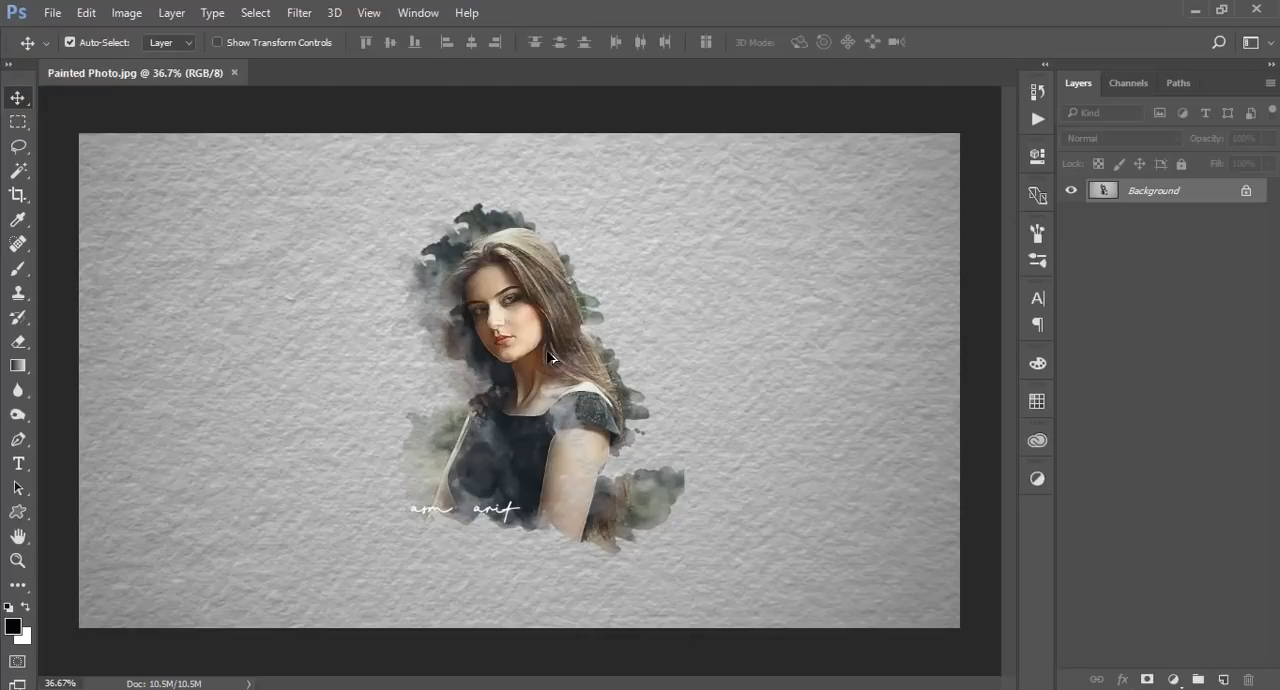 Ps File Edit Image Layer Type Select Filter 3D View Window Help
Auto-Select: Layer Show Transform Controls 3D Mode:
Painted Photo.jpg @ 36.7% (RGB/8) ×
Layers Channels Paths
Kind
Normal Opacity: 100%
Lock: Fill: 100%
Background
arm arif
36.67% Doc: 10.5M/10.5M